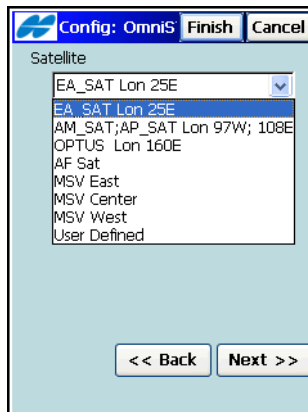 Config: OmniS Finish Cancel
Satellite
EA_SAT Lon 25E
EA_SAT Lon 25E
AM_SAT;AP_SAT Lon 97W; 108E
OPTUS Lon 160E
AF Sat
MSV East
MSV Center
MSV West
User Defined
<< Back Next >>